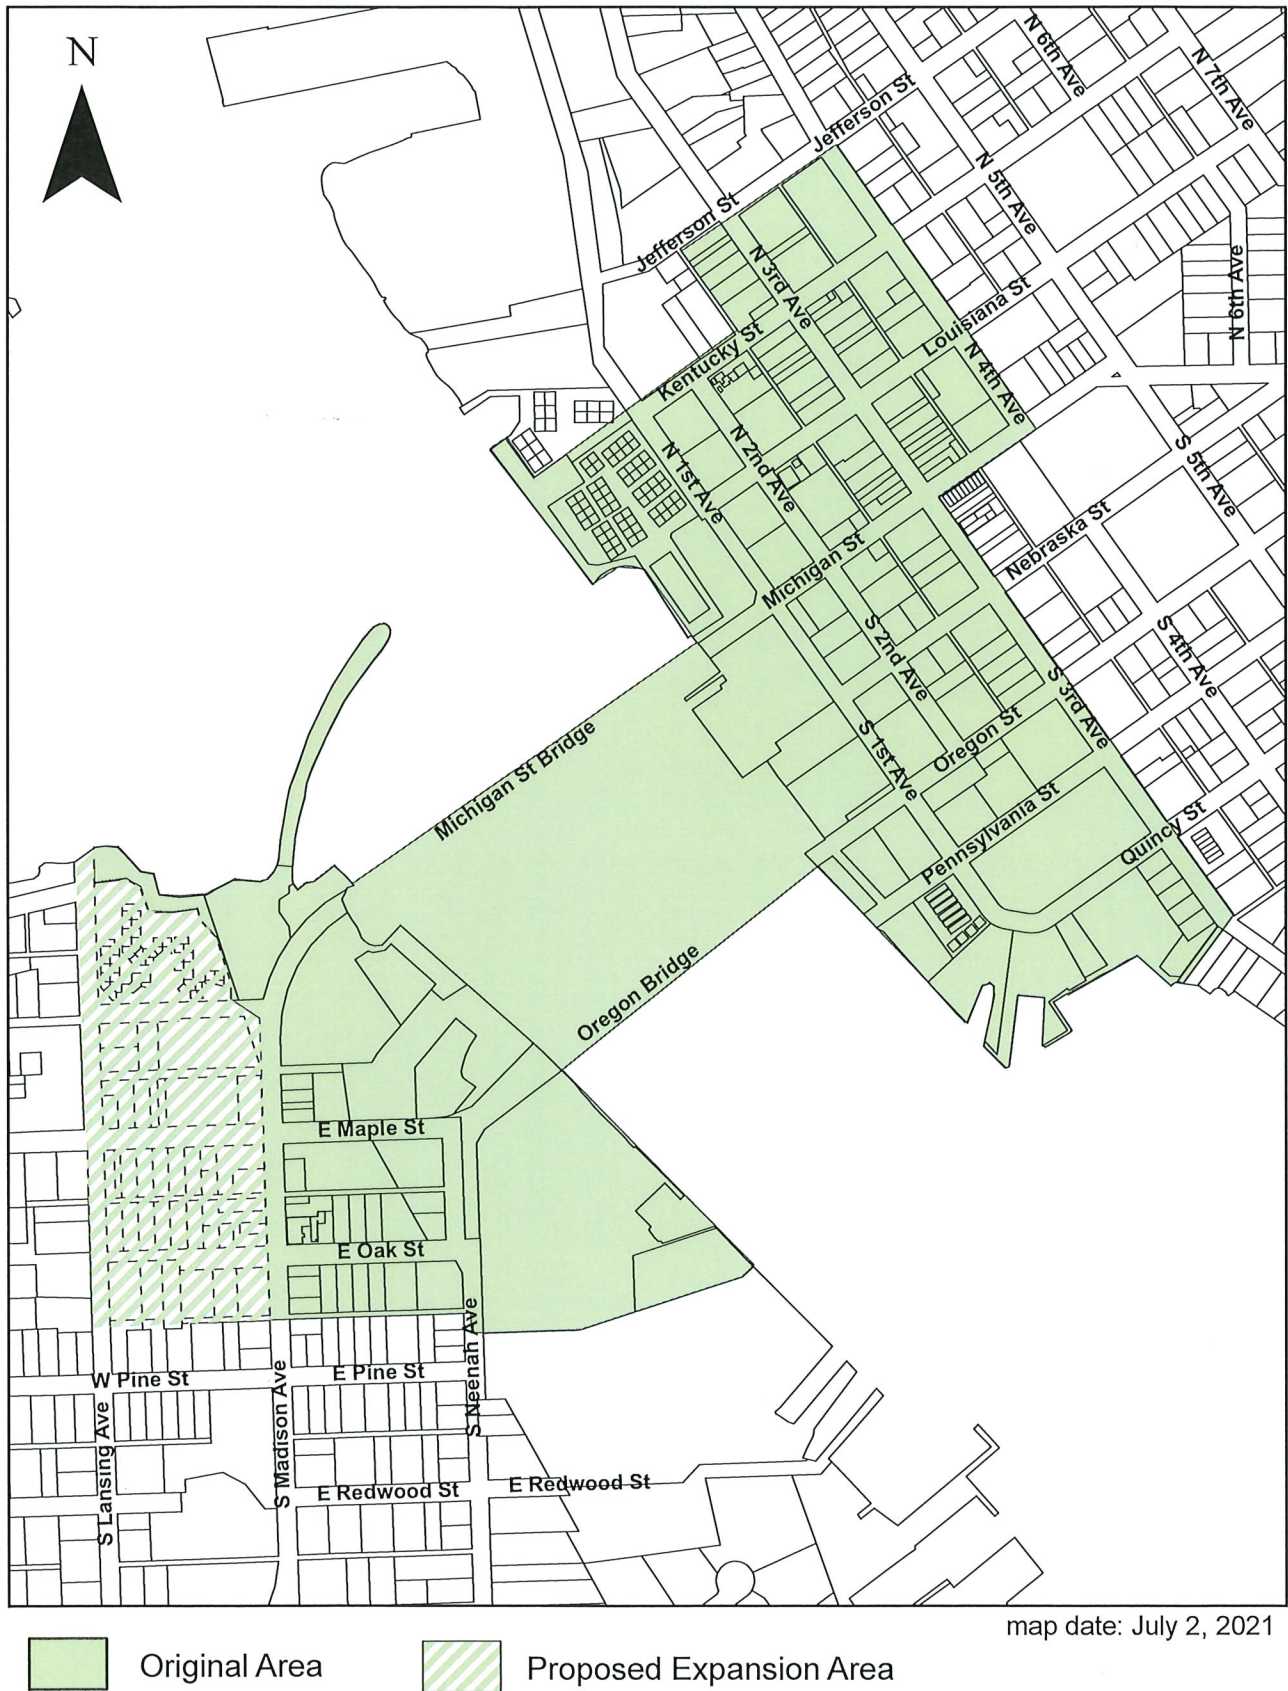 N
N 6th Ave
N 7th Ave
Jefferson St
N 5th Ave
Jefferson St
N 3rd Ave
N 6th Ave
Louisiana St
Kentucky St
N 4th Ave
N 2nd Ave
N 1st Ave
S 5th Ave
Nebraska St
Michigan St
S 2nd Ave
S 4th Ave
S 3rd Ave
Oregon St
S 1st Ave
Michigan St Bridge
Pennsylvania St
Quincy St
Oregon Bridge
E Maple St
E Oak St
S Neenah Ave
W Pine St
E Pine St
S Lansing Ave
S Madison Ave
E Redwood St
E Redwood St
map date: July 2, 2021
Original Area
Proposed Expansion Area